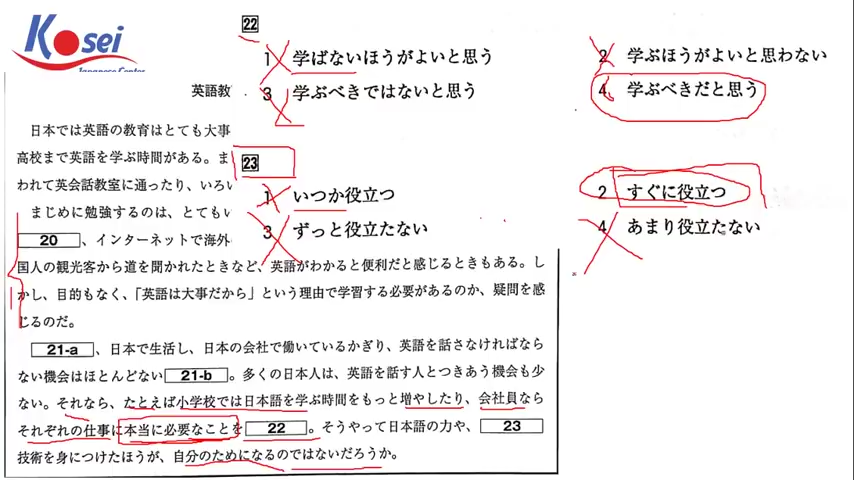 Kosei
Japanese Center
22
1 学ばないほうがよいと思う
2 学ぶほうがよいと思わない
3 学ぶべきではないと思う
4 学ぶべきだと思う
23
1 いつか役立つ
2 すぐに役立つ
3 ずっと役立たない
4 あまり役立たない
英語教
日本では英語の教育はとても大事
高校まで英語を学ぶ時間がある。ま
われて英会話教室に通ったり、いろい
まじめに勉強するのは、とてもい
20 、インターネットで海外
国人の観光客から道を聞かれたときなど、英語がわかると便利だと感じるときもある。し
かし、目的もなく、「英語は大事だから」という理由で学習する必要があるのか、疑問を感
じるのだ。
21-a 、日本で生活し、日本の会社で働いているかぎり、英語を話さなければなら
ない機会はほとんどない 21-b 。多くの日本人は、英語を話す人とつきあう機会も少
ない。それなら、たとえば小学校では日本語を学ぶ時間をもっと増やしたり、会社員なら
それぞれの仕事に本当に必要なことを 22 。そうやって日本語の力や、 23
技術を身につけたほうが、自分のためになるのではないだろうか。